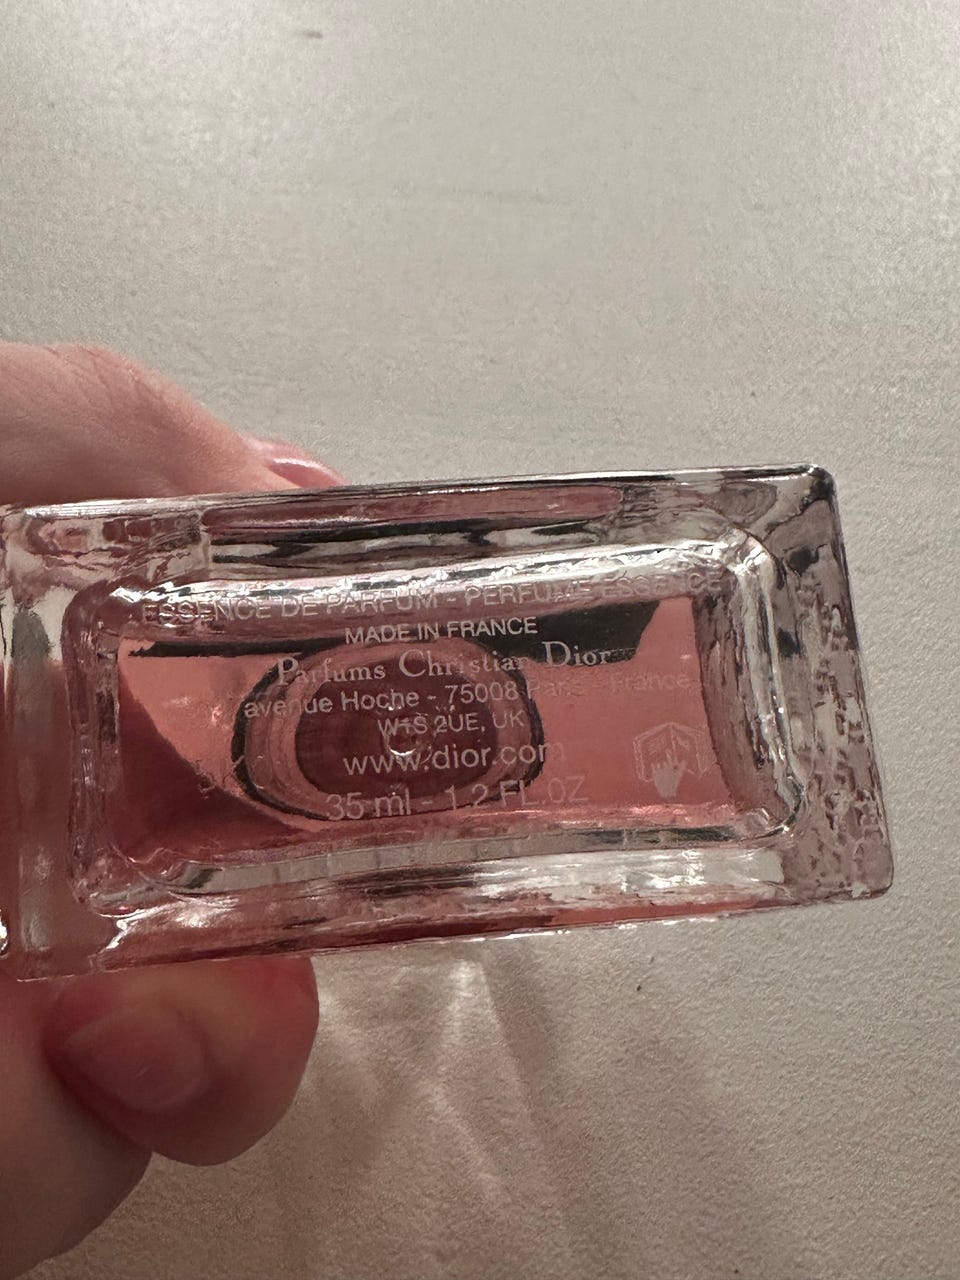 ESSENCE DE PARFUM - PERFUME ESSENCE
MADE IN FRANCE
Parfums Christian Dior
avenue Hoche - 75008 Paris - France
W1S 2UE, UK
www.dior.com
35 ml - 1.2 FL.OZ